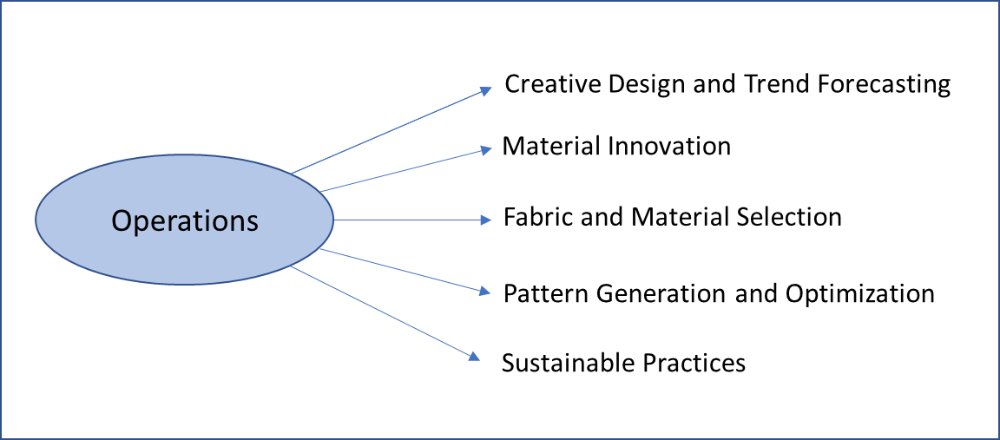 Creative Design and Trend Forecasting
Material Innovation
Operations
Fabric and Material Selection
Pattern Generation and Optimization
Sustainable Practices